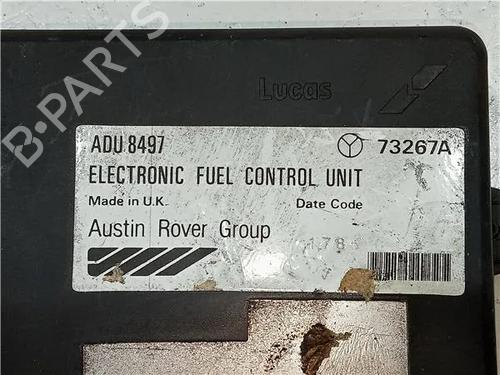 Lucas
B-PARTS
ADU 8497 73267A
ELECTRONIC FUEL CONTROL UNIT
Made in U.K. Date Code
Austin Rover Group